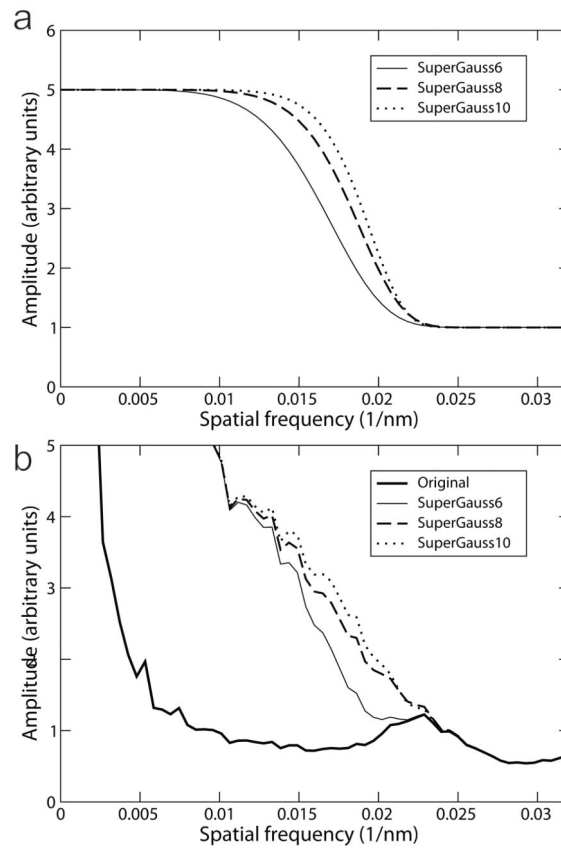 a
6
5
4
3
2
1
0
Amplitude (arbitrary units)
SuperGauss6
SuperGauss8
SuperGauss10
0 0.005 0.01 0.015 0.02 0.025 0.03
Spatial frequency (1/nm)
b
5
4
3
1
0
Amplitude (arbitrary units)
Original
SuperGauss6
SuperGauss8
SuperGauss10
0 0.005 0.01 0.015 0.02 0.025 0.03
Spatial frequency (1/nm)